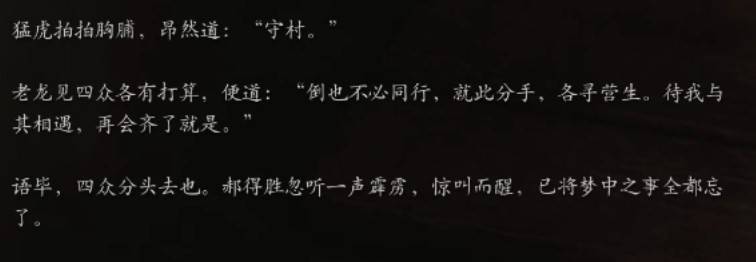 猛虎拍拍胸脯，昂然道：“守村。”
老龙见四众各有打算，便道：“倒也不必同行，就此分手，各寻营生。待我与
其相遇，再会齐了就是。”
语毕，四众分头去也。郝得胜忽听一声霹雳，惊叫而醒，已将梦中之事全都忘
了。